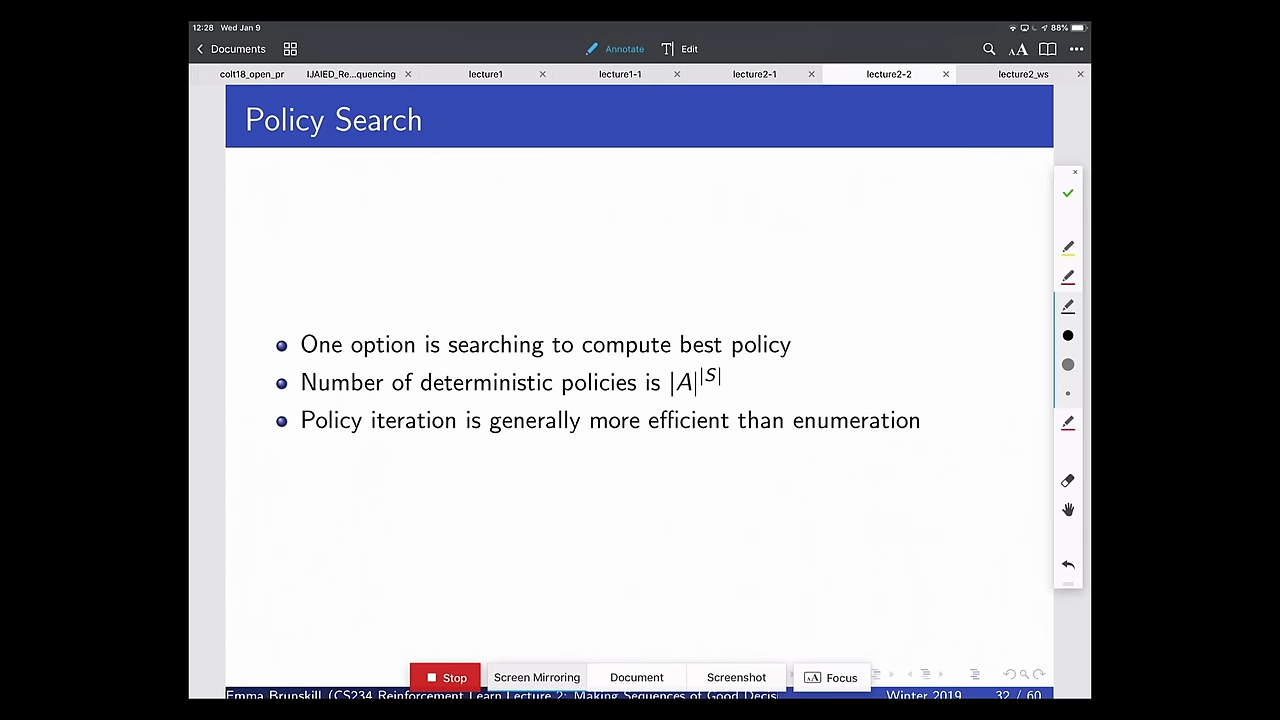 12:28 Wed Jan 9
88%
Documents
Annotate
T Edit
AA
colt18_open_pr
IJAIED_Re...quencing
lecture1
lecture1-1
lecture2-1
lecture2-2
lecture2_ws
Policy Search
One option is searching to compute best policy
Number of deterministic policies is |A|^|S|
Policy iteration is generally more efficient than enumeration
Stop
Screen Mirroring
Document
Screenshot
AA Focus
Emma Brunskill (CS234 Reinforcement Learn Lecture 2: Making Sequences of Good Decis
Winter 2019
32 / 60